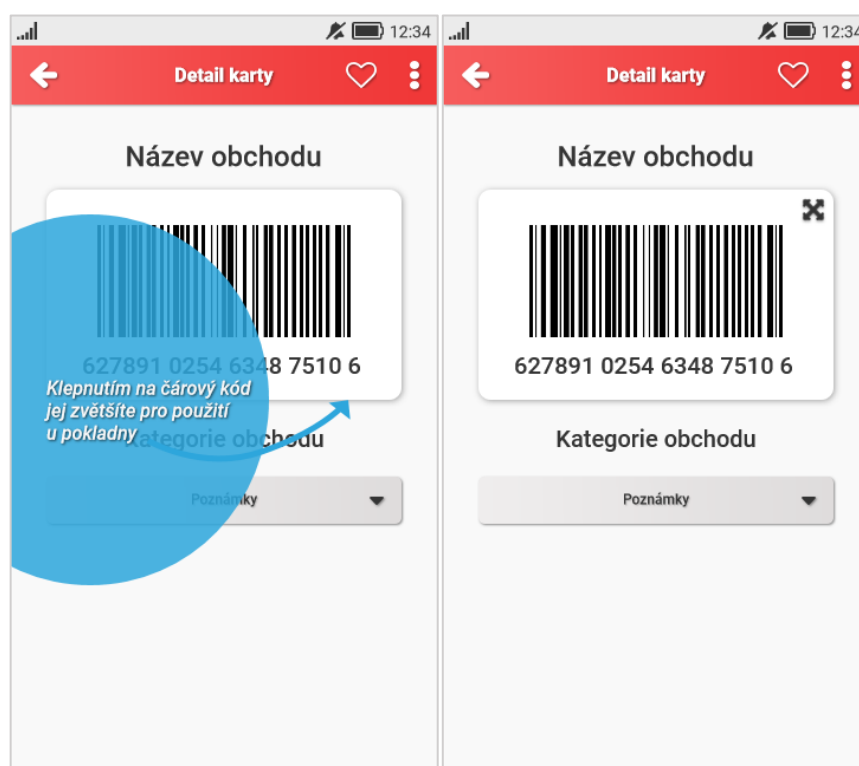 12:34
Detail karty
Název obchodu
627891 0254 6348 7510 6
Klepnutím na čárový kód
jej zvětšíte pro použití
u pokladny
Kategorie obchodu
Poznámky
12:34
Detail karty
Název obchodu
627891 0254 6348 7510 6
Kategorie obchodu
Poznámky